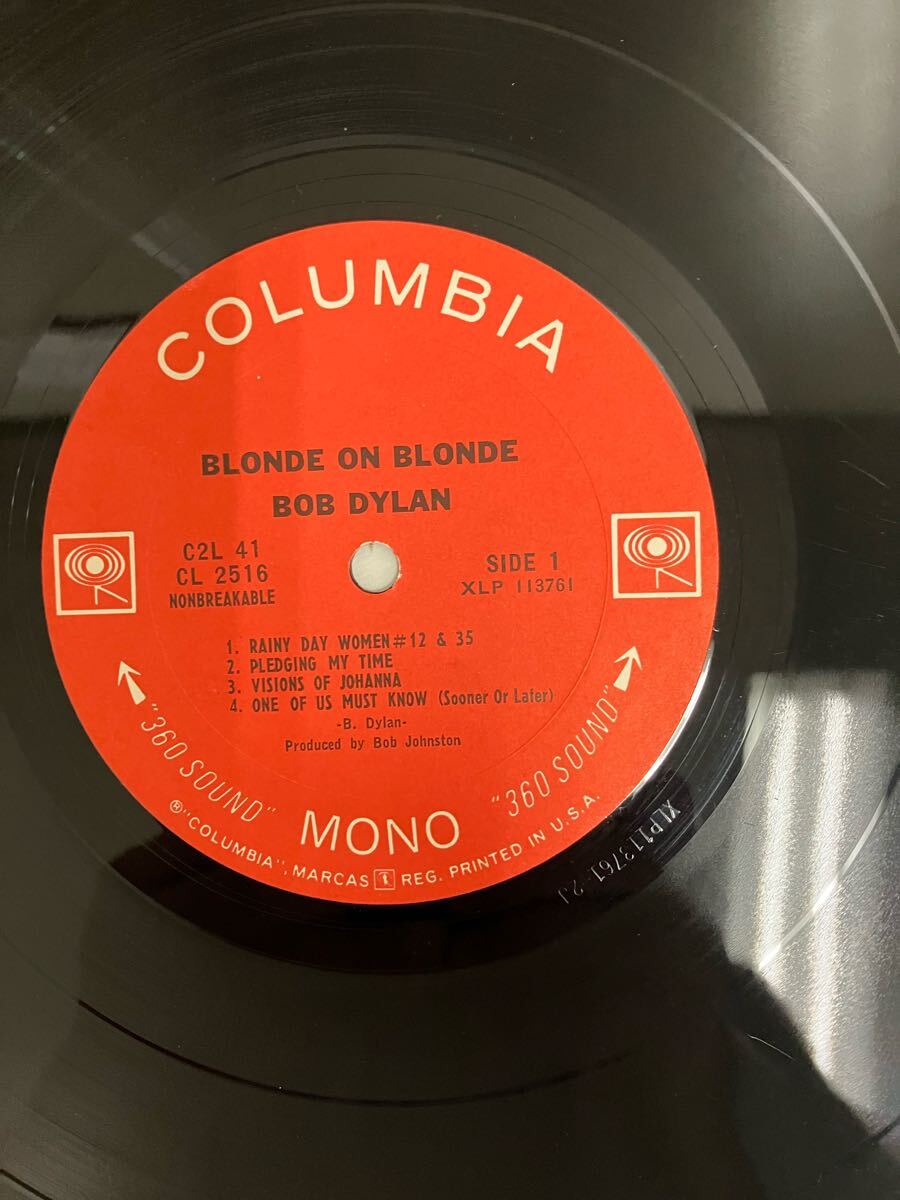 COLUMBIA
BLONDE ON BLONDE
BOB DYLAN
C2L 41
CL 2516
NONBREAKABLE
SIDE 1
XLP 113761
1. RAINY DAY WOMEN #12 & 35
2. PLEDGING MY TIME
3. VISIONS OF JOHANNA
4. ONE OF US MUST KNOW (Sooner Or Later)
-B. Dylan-
Produced by Bob Johnston
"360 SOUND"
MONO
"360 SOUND"
®"COLUMBIA", MARCAS REG. PRINTED IN U.S.A.
XLP113761-2J